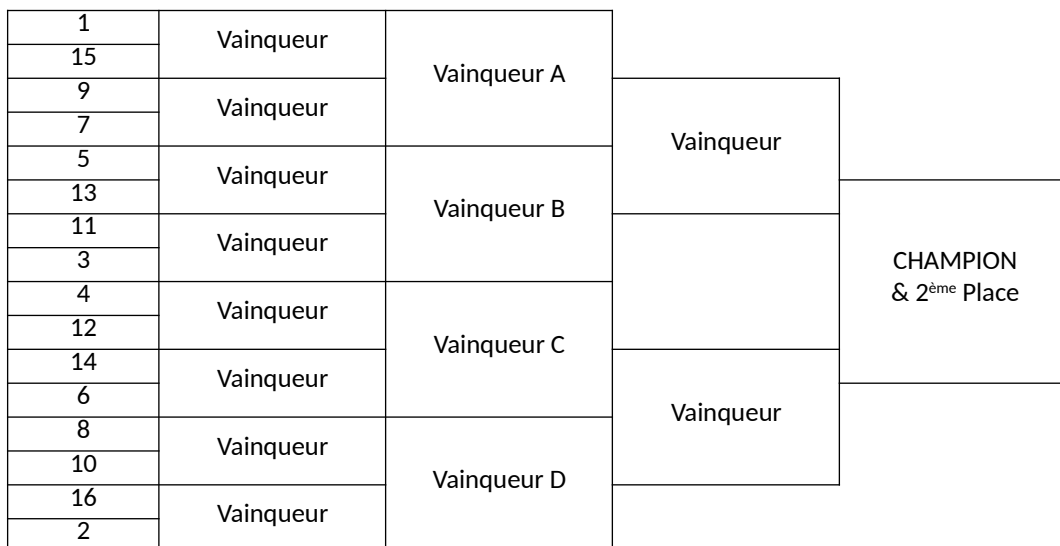 1
15
Vainqueur
9
7
Vainqueur
Vainqueur A
5
13
Vainqueur
11
3
Vainqueur
Vainqueur B
Vainqueur
4
12
Vainqueur
14
6
Vainqueur
Vainqueur C
8
10
Vainqueur
16
2
Vainqueur
Vainqueur D
Vainqueur
CHAMPION
& 2ème Place